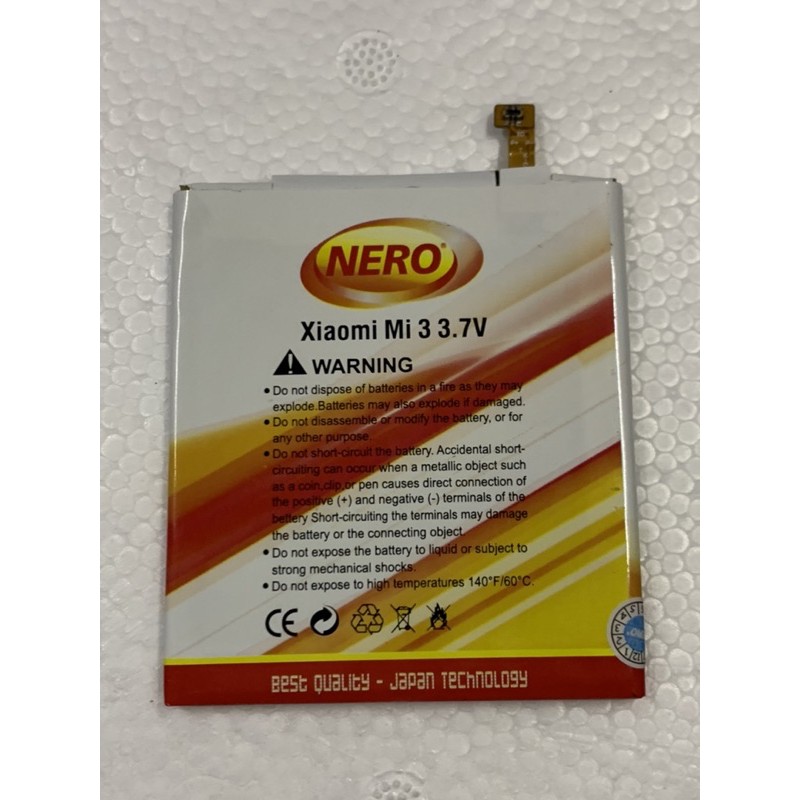 NERO®
Xiaomi Mi 3 3.7V
WARNING
• Do not dispose of batteries in a fire as they may
explode.Batteries may also explode if damaged.
• Do not disassemble or modify the battery, or for
any other purpose.
• Do not short-circuit the battery. Accidental short-
circuiting can occur when a metallic object such
as a coin,clip,or pen causes direct connection of
the positive (+) and negative (-) terminals of the
bettery Short-circuiting the terminals may damage
the battery or the connecting object.
• Do not expose the battery to liquid or subject to
strong mechanical shocks.
• Do not expose to high temperatures 140°F/60°C.
CE
Best Quality - Japan Technology